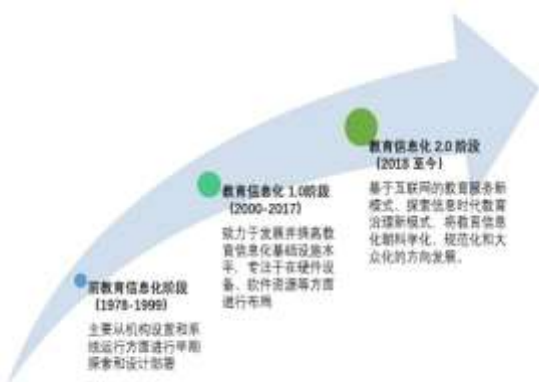 前教育信息化阶段
(1978-1999)
主要从机构设置和系
统运行方面进行早期
探索和设计部署
教育信息化 1.0阶段
(2000-2017)
致力于发展并提高教
育信息化基础设施水
平，专注于在硬件设
备、软件资源等方面
进行布局
教育信息化 2.0 阶段
(2018 至今)
基于互联网的教育服务新
模式、探索信息时代教育
治理新模式，将教育信息
化朝科学化、规范化和大
众化的方向发展。